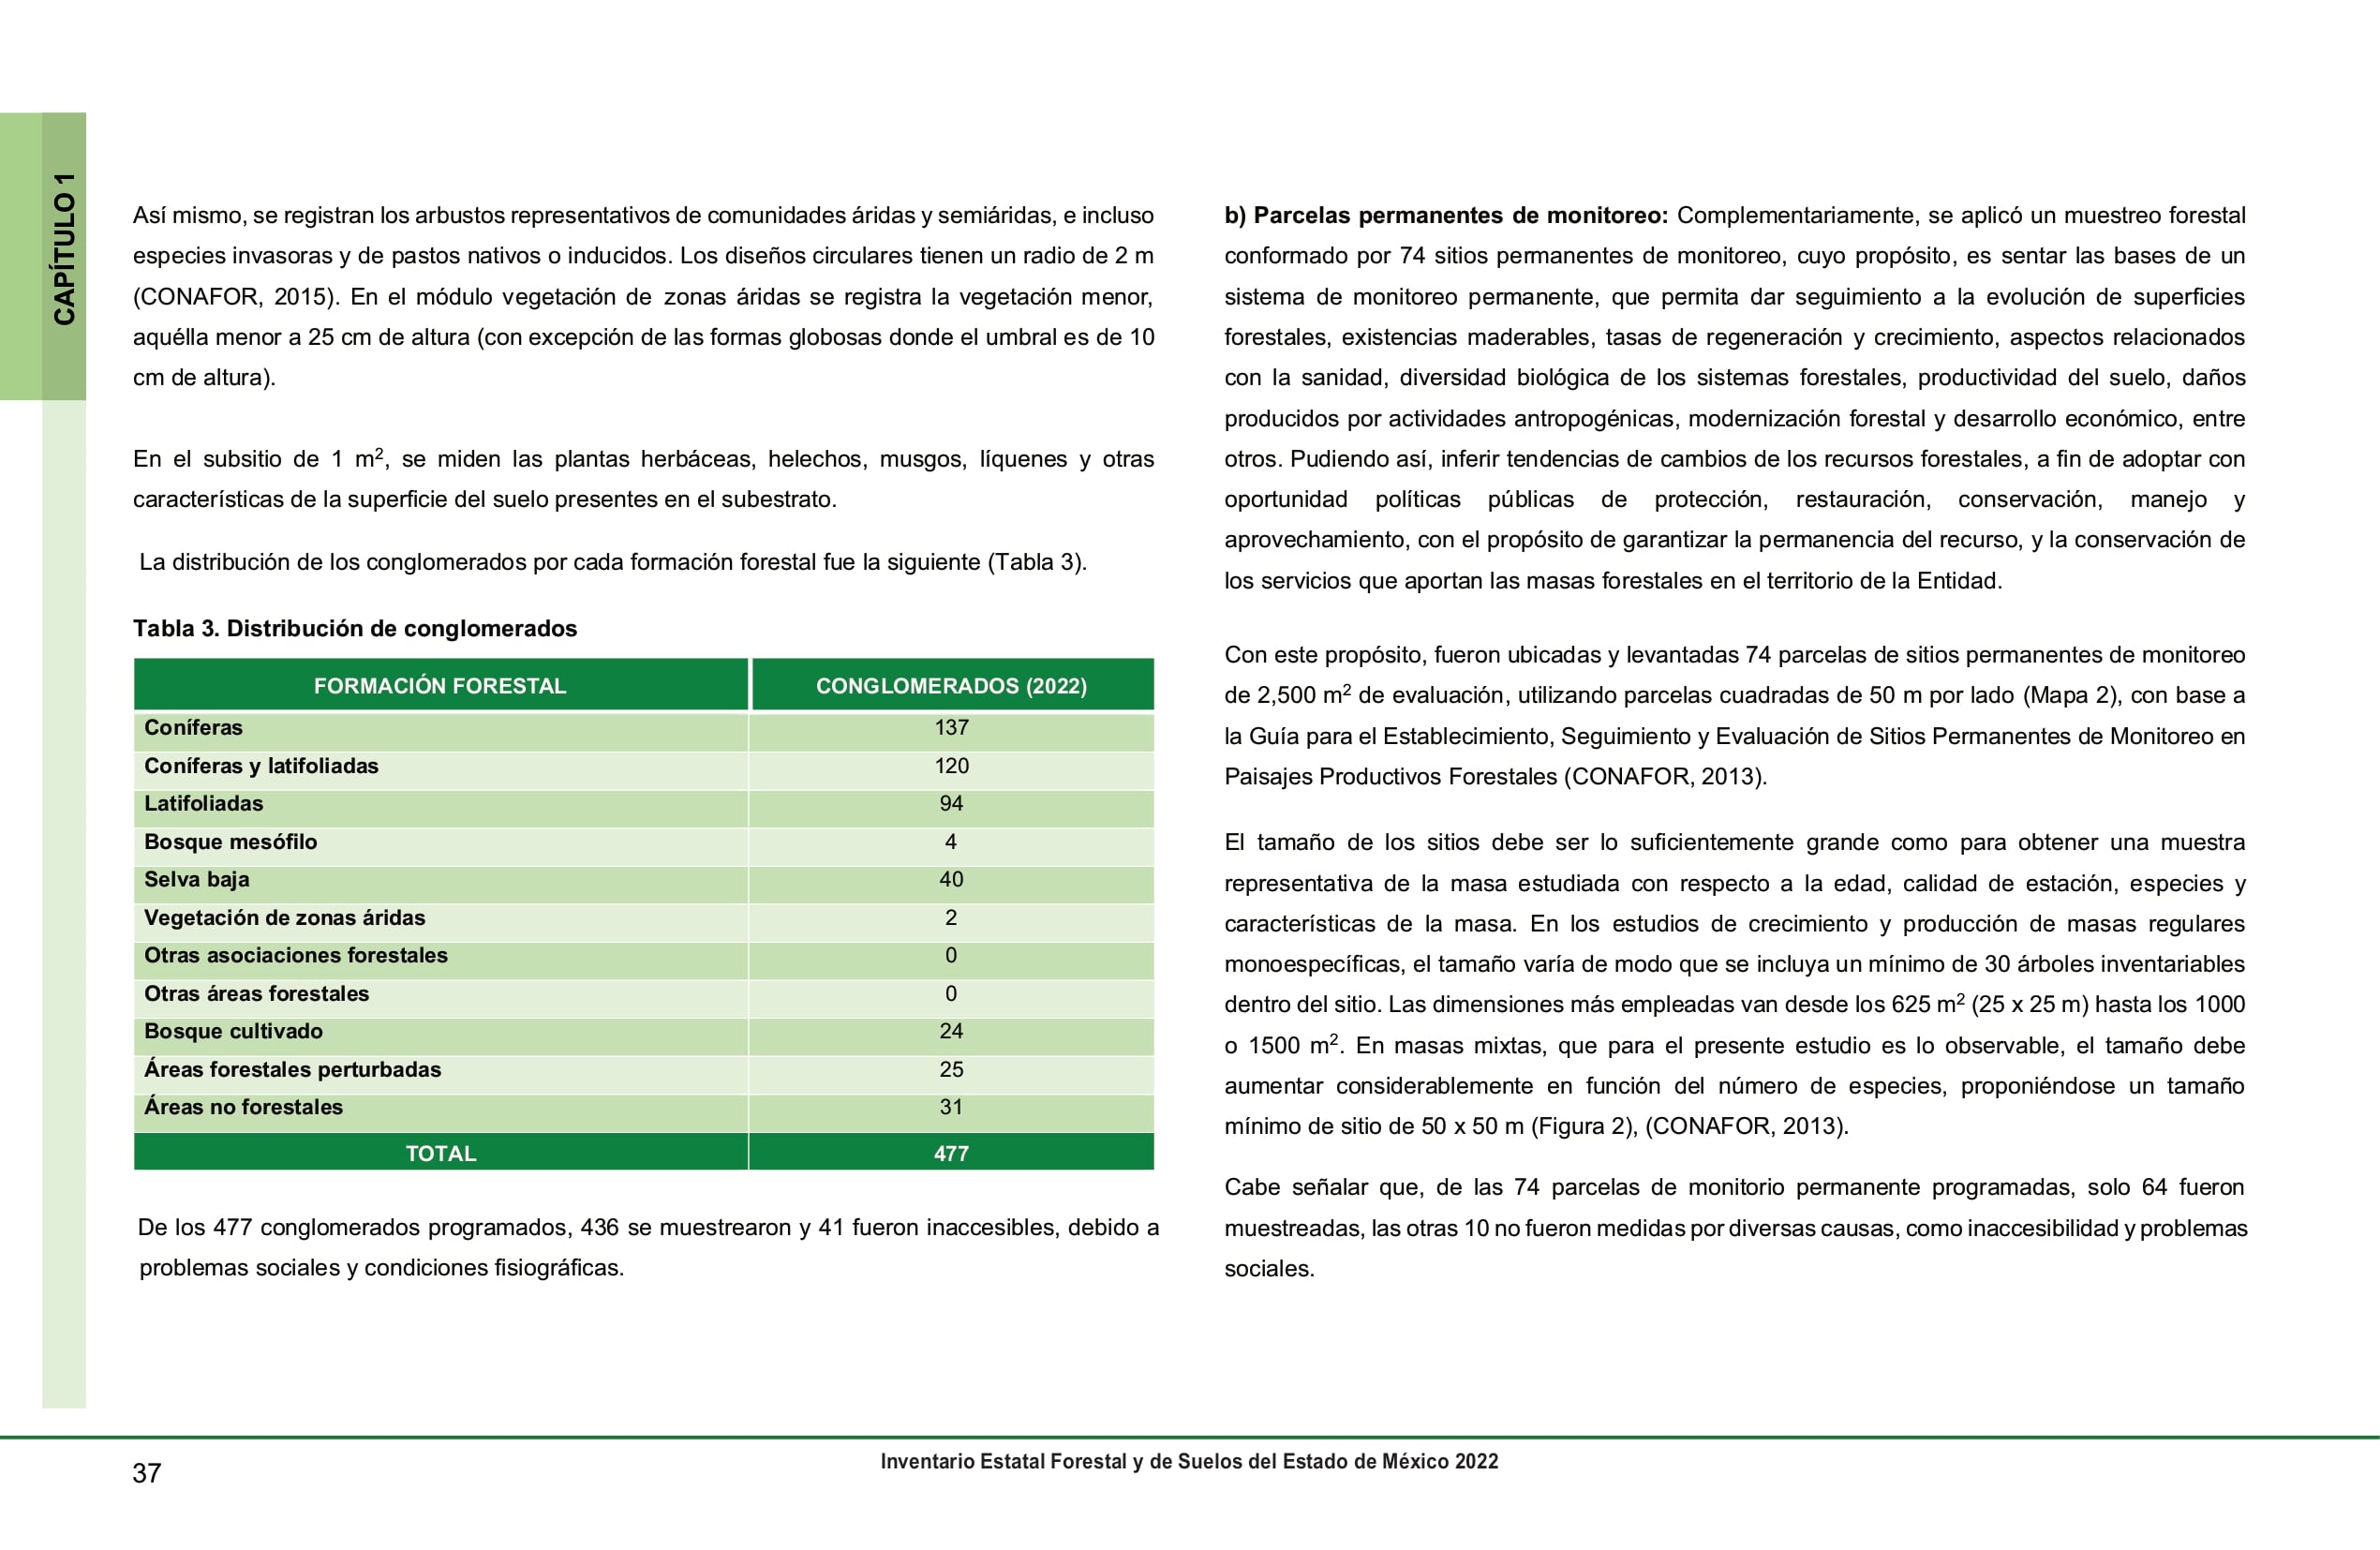 CAPÍTULO 1
Así mismo, se registran los arbustos representativos de comunidades áridas y semiáridas, e incluso
especies invasoras y de pastos nativos o inducidos. Los diseños circulares tienen un radio de 2 m
(CONAFOR, 2015). En el módulo vegetación de zonas áridas se registra la vegetación menor,
aquélla menor a 25 cm de altura (con excepción de las formas globosas donde el umbral es de 10
cm de altura).
En el subsitio de 1 m², se miden las plantas herbáceas, helechos, musgos, líquenes y otras
características de la superficie del suelo presentes en el subestrato.
La distribución de los conglomerados por cada formación forestal fue la siguiente (Tabla 3).
Tabla 3. Distribución de conglomerados
FORMACIÓN FORESTAL CONGLOMERADOS (2022)
Coníferas 137
Coníferas y latifoliadas 120
Latifoliadas 94
Bosque mesófilo 4
Selva baja 40
Vegetación de zonas áridas 2
Otras asociaciones forestales 0
Otras áreas forestales 0
Bosque cultivado 24
Áreas forestales perturbadas 25
Áreas no forestales 31
TOTAL 477
De los 477 conglomerados programados, 436 se muestrearon y 41 fueron inaccesibles, debido a
problemas sociales y condiciones fisiográficas.
b) Parcelas permanentes de monitoreo: Complementariamente, se aplicó un muestreo forestal
conformado por 74 sitios permanentes de monitoreo, cuyo propósito, es sentar las bases de un
sistema de monitoreo permanente, que permita dar seguimiento a la evolución de superficies
forestales, existencias maderables, tasas de regeneración y crecimiento, aspectos relacionados
con la sanidad, diversidad biológica de los sistemas forestales, productividad del suelo, daños
producidos por actividades antropogénicas, modernización forestal y desarrollo económico, entre
otros. Pudiendo así, inferir tendencias de cambios de los recursos forestales, a fin de adoptar con
oportunidad políticas públicas de protección, restauración, conservación, manejo y
aprovechamiento, con el propósito de garantizar la permanencia del recurso, y la conservación de
los servicios que aportan las masas forestales en el territorio de la Entidad.
Con este propósito, fueron ubicadas y levantadas 74 parcelas de sitios permanentes de monitoreo
de 2,500 m² de evaluación, utilizando parcelas cuadradas de 50 m por lado (Mapa 2), con base a
la Guía para el Establecimiento, Seguimiento y Evaluación de Sitios Permanentes de Monitoreo en
Paisajes Productivos Forestales (CONAFOR, 2013).
El tamaño de los sitios debe ser lo suficientemente grande como para obtener una muestra
representativa de la masa estudiada con respecto a la edad, calidad de estación, especies y
características de la masa. En los estudios de crecimiento y producción de masas regulares
monoespecíficas, el tamaño varía de modo que se incluya un mínimo de 30 árboles inventariables
dentro del sitio. Las dimensiones más empleadas van desde los 625 m² (25 x 25 m) hasta los 1000
o 1500 m². En masas mixtas, que para el presente estudio es lo observable, el tamaño debe
aumentar considerablemente en función del número de especies, proponiéndose un tamaño
mínimo de sitio de 50 x 50 m (Figura 2), (CONAFOR, 2013).
Cabe señalar que, de las 74 parcelas de monitorio permanente programadas, solo 64 fueron
muestreadas, las otras 10 no fueron medidas por diversas causas, como inaccesibilidad y problemas
sociales.
37
Inventario Estatal Forestal y de Suelos del Estado de México 2022